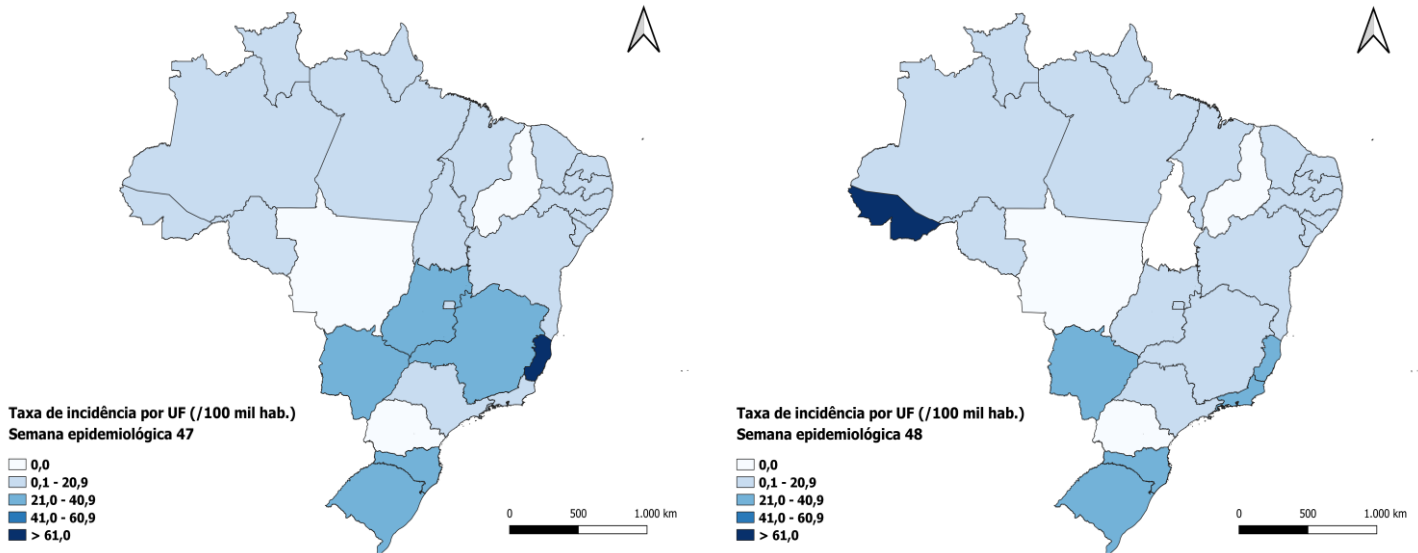 Taxa de incidência por UF (/100 mil hab.)
Semana epidemiológica 47
0,0
0,1 - 20,9
21,0 - 40,9
41,0 - 60,9
> 61,0
0 500 1.000 km
Taxa de incidência por UF (/100 mil hab.)
Semana epidemiológica 48
0,0
0,1 - 20,9
21,0 - 40,9
41,0 - 60,9
> 61,0
0 500 1.000 km